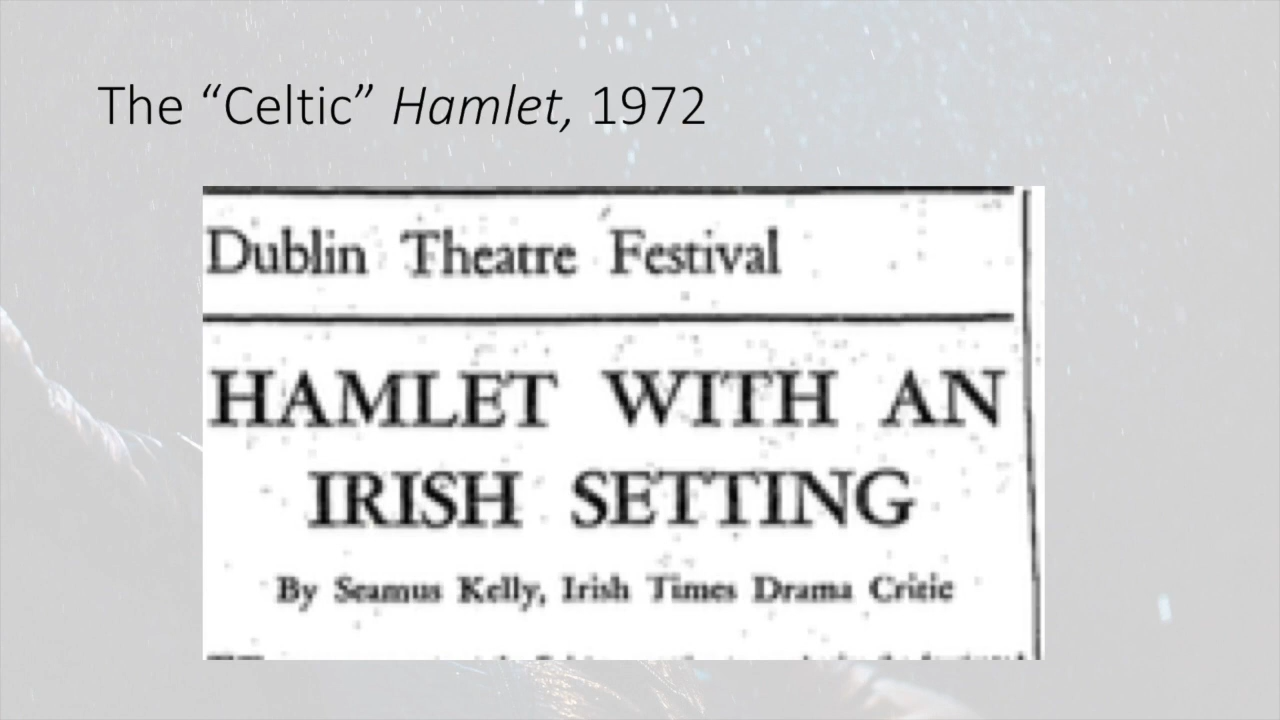 The “Celtic” Hamlet, 1972
Dublin Theatre Festival
HAMLET WITH AN
IRISH SETTING
By Seamus Kelly, Irish Times Drama Critic